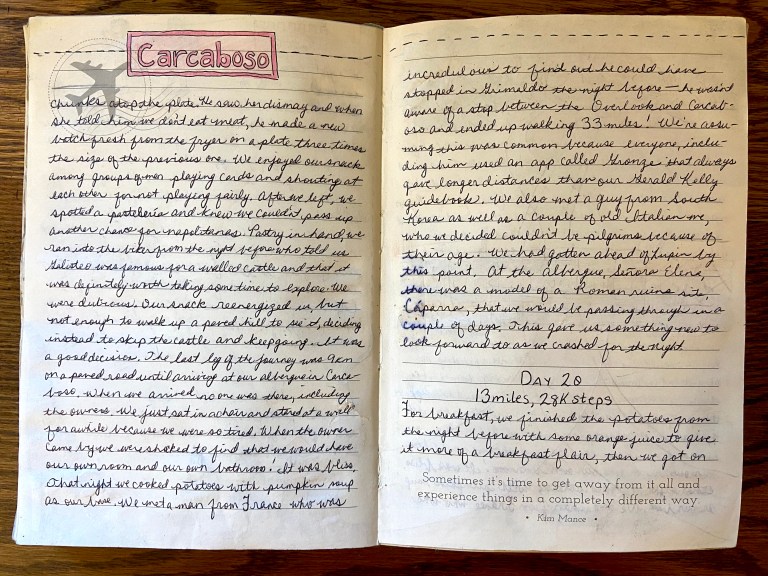 Carcaboso
chunks atop the plate. He saw her dismay and when
she told him we don't eat meat, he made a new
batch fresh from the fryer on a plate three times
the size of the previous one. We enjoyed our snack
among groups of men playing cards and shouting at
each other for not playing fairly. After we left, we
spotted a pasteleria and knew we couldn't pass up
another chance for napolitanas. Pastry in hand, we
ran into the biker from the night before who told us
Galisteo was famous for a walled castle and that it
was definitely worth taking some time to explore. We
were dubious. Our snack reenergized us, but
not enough to walk up a paved hill to see it, deciding
instead to skip the castle and keep going. It was
a good decision. The last leg of the journey was 9km
on a paved road until arriving at our albergue in Carca-
boso. When we arrived no one was there, including
the owners. We just sat in a chair and stared at a wall
for awhile because we were so tired. When the owner
came by we were shocked to find that we would have
our own room and our own bathroom. It was bliss.
That night we cooked potatoes with pumpkin soup
as our base. We met a man from France who was
incredulous to find out he could have
stopped in Grimaldo the night before — he wasn't
aware of a stop between the Overlook and Carcab-
oso and ended up walking 33 miles! We're assu-
ming this was common because everyone, inclu-
ding him used an app called Gronze that always
gave longer distances than our Gerald Kelly
guidebook. We also met a guy from South
Korea as well as a couple of old Italian me,
who we decided couldn't be pilgrims because of
their age. We had gotten ahead of Lupin by
this point. At the albergue, Señora Elena,
there was a model of a Roman ruins site,
Cáparra, that we would be passing through in a
couple of days. This gave us something new to
look forward to as we crashed for the night.
DAY 20
13 miles, 28K steps
For breakfast, we finished the potatoes from
the night before with some orange juice to give
it more of a breakfast flair, then we got on
Sometimes it's time to get away from it all and
experience things in a completely different way
• Kim Mance •